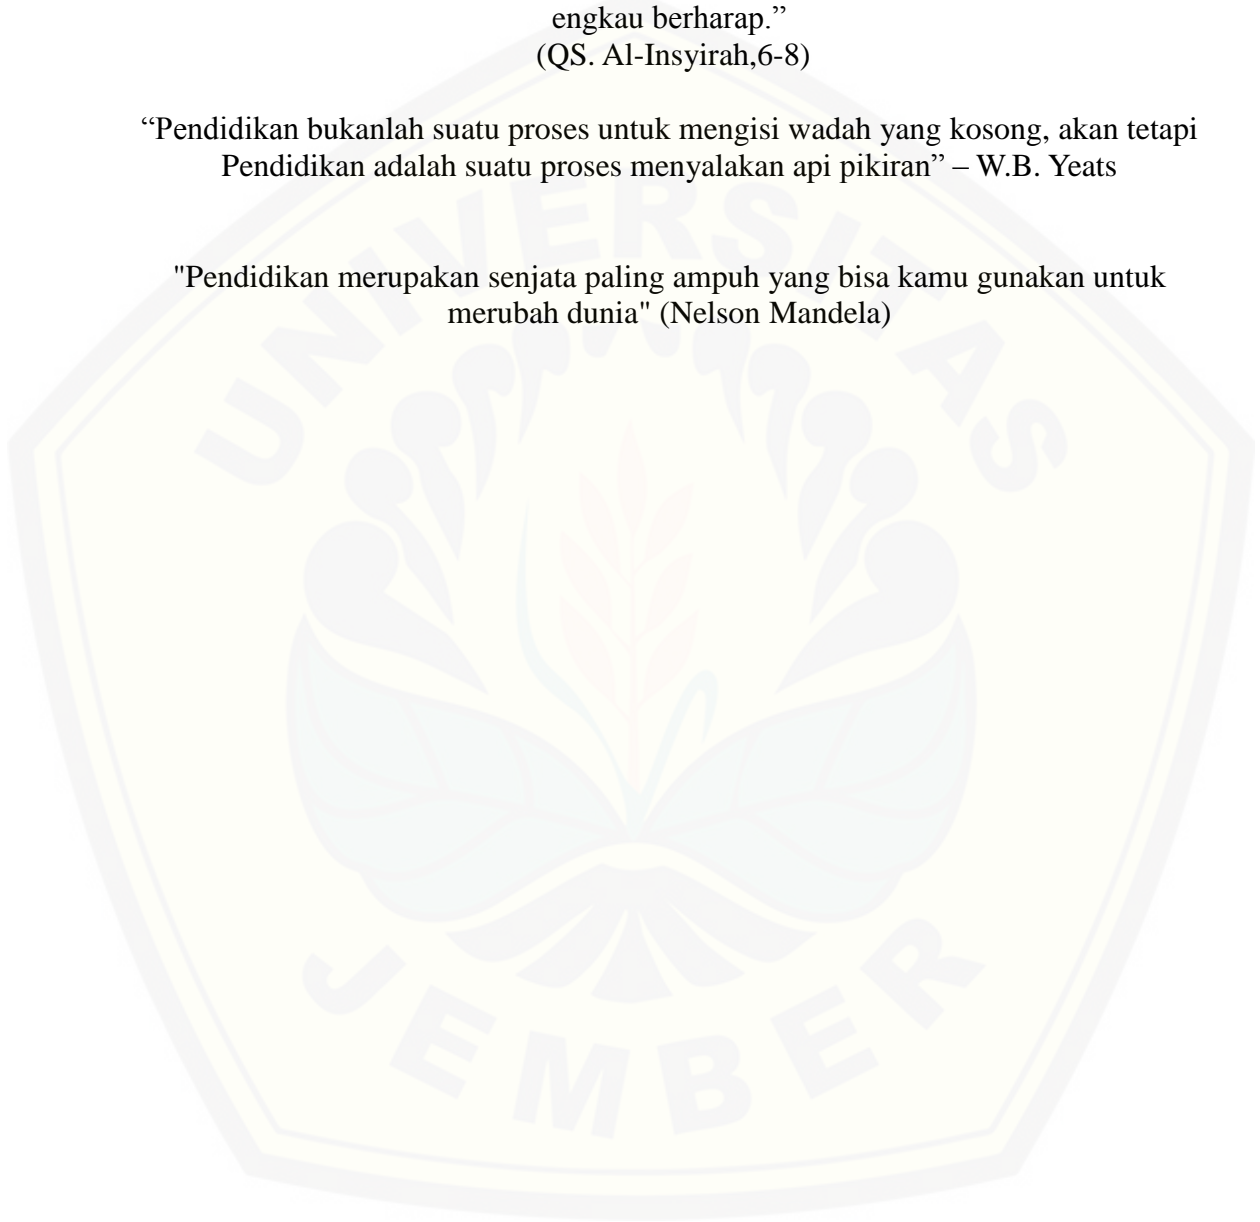 engkau berharap.”
(QS. Al-Insyirah,6-8)
“Pendidikan bukanlah suatu proses untuk mengisi wadah yang kosong, akan tetapi
Pendidikan adalah suatu proses menyalakan api pikiran” – W.B. Yeats
"Pendidikan merupakan senjata paling ampuh yang bisa kamu gunakan untuk
merubah dunia" (Nelson Mandela)
UNIVERSITAS
JEMBER